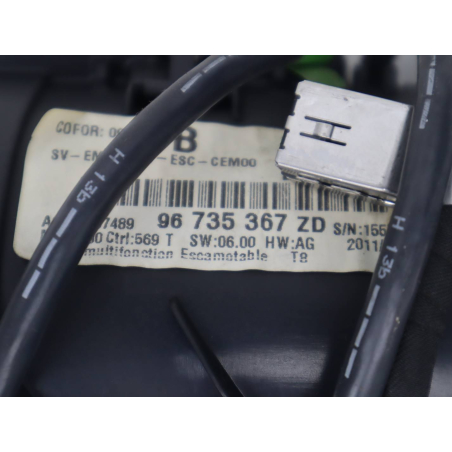 COFOR: B
SV-EN -ESC-CEM00
7489 96 735 367 ZD S/N:155
Ctrl:569 T SW:06.00 HW:AG 2011
multifonction Escamotable T8
H 13b
H 13b